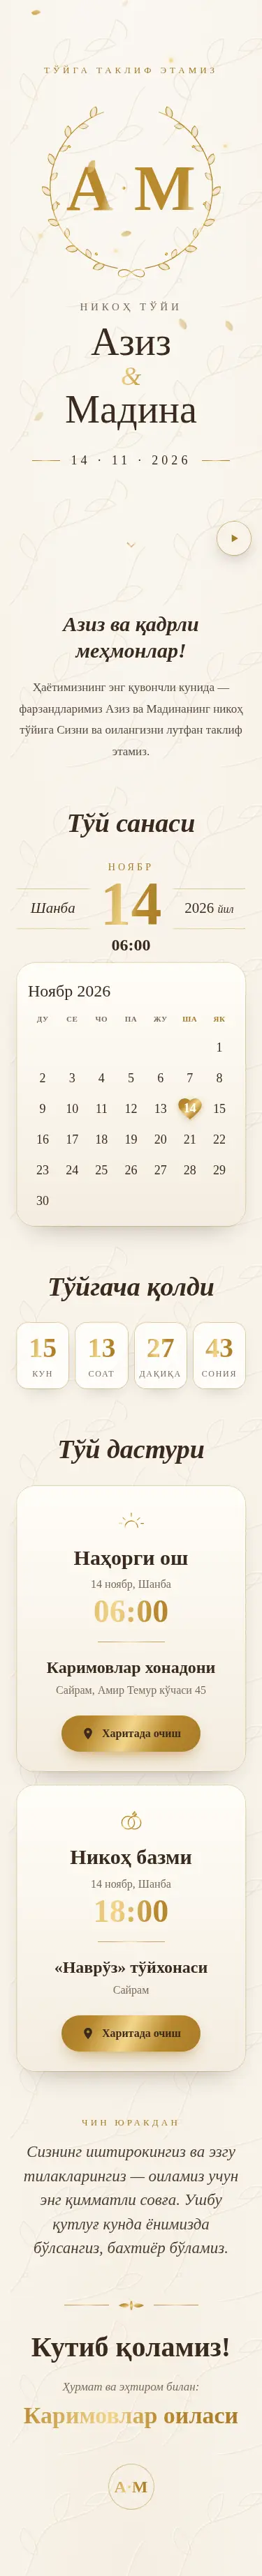 ТЎЙГА ТАКЛИФ ЭТАМИЗ
А · М
НИКОҲ ТЎЙИ
Азиз
&
Мадина
14 · 11 · 2026
Азиз ва қадрли
меҳмонлар!
Ҳаётимизнинг энг қувончли кунида —
фарзандларимиз Азиз ва Мадинанинг никоҳ
тўйига Сизни ва оилангизни лутфан таклиф
этамиз.
Тўй санаси
НОЯБР
Шанба 14 2026 йил
06:00
Ноябр 2026
ДУ СЕ ЧО ПА ЖУ ША ЯК
1
2 3 4 5 6 7 8
9 10 11 12 13 14 15
16 17 18 19 20 21 22
23 24 25 26 27 28 29
30
Тўйгача қолди
15 13 27 43
КУН СОАТ ДАҚИҚА СОНИЯ
Тўй дастури
Наҳорги ош
14 ноябр, Шанба
06:00
Каримовлар хонадони
Сайрам, Амир Темур кўчаси 45
Харитада очиш
Никоҳ базми
14 ноябр, Шанба
18:00
«Наврўз» тўйхонаси
Сайрам
Харитада очиш
ЧИН ЮРАКДАН
Сизнинг иштирокингиз ва эзгу
тилакларингиз — оиламиз учун
энг қимматли совға. Ушбу
қутлуғ кунда ёнимизда
бўлсангиз, бахтиёр бўламиз.
Кутиб қоламиз!
Ҳурмат ва эҳтиром билан:
Каримовлар оиласи
А·М